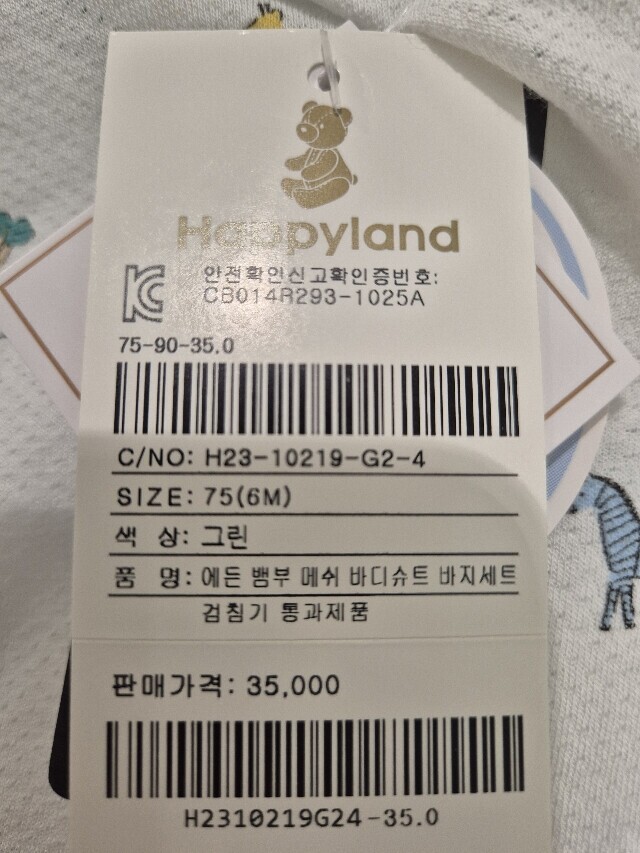 Happyland
KC
안전확인신고확인증번호:
CB014R293-1025A
75-90-35.0
C/NO: H23-10219-G2-4
SIZE: 75(6M)
색 상: 그린
품 명: 에든 뱀부 메쉬 바디슈트 바지세트
검침기 통과제품
판매가격: 35,000
H2310219G24-35.0